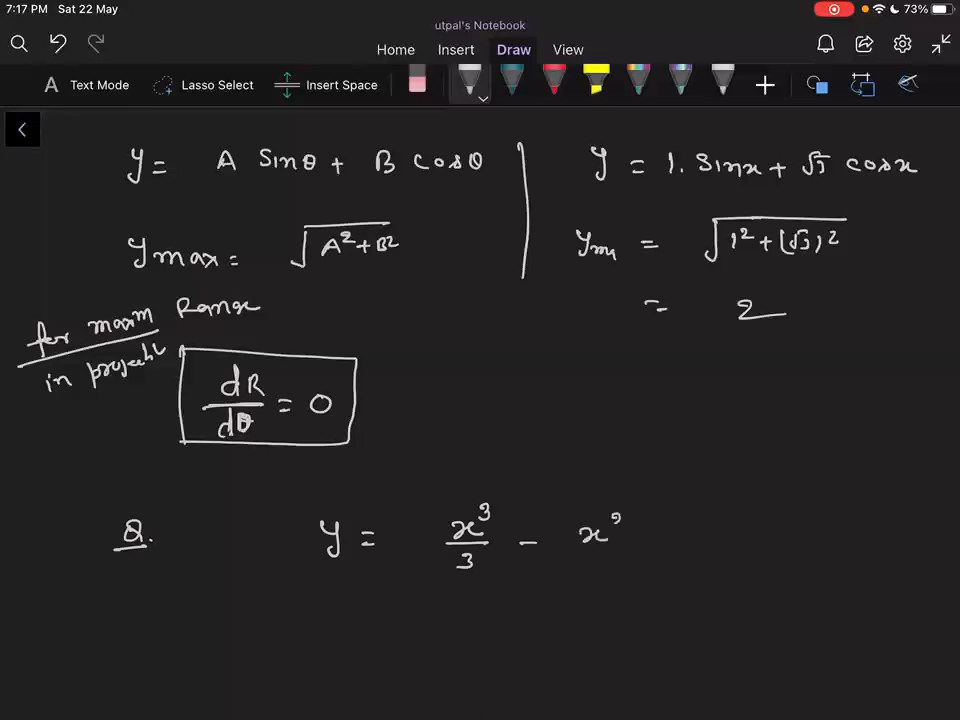 7:17 PM Sat 22 May
73%
utpal's Notebook
Home Insert Draw View
A Text Mode Lasso Select Insert Space
y = A Sinθ + B cosθ
y = 1. Sinx + √3 cosx
ymax = √A² + B²
ym = √1² + (√3)²
= 2
for maxm Range
in projectile
dR/dθ = 0
Q. y = x³/3 - x